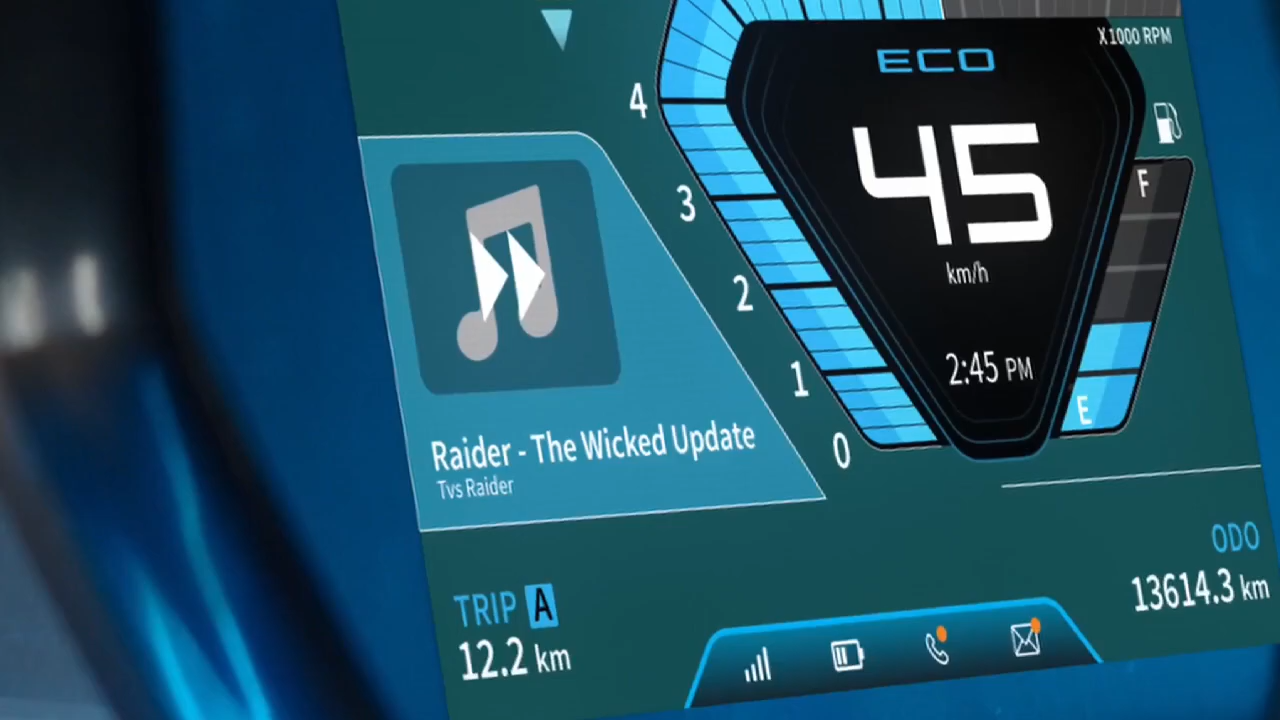 X1000 RPM
ECO
4
45
F
3
km/h
2
2:45 PM
1
E
Raider - The Wicked Update
0
Tvs Raider
ODO
TRIP A
13614.3 km
12.2 km